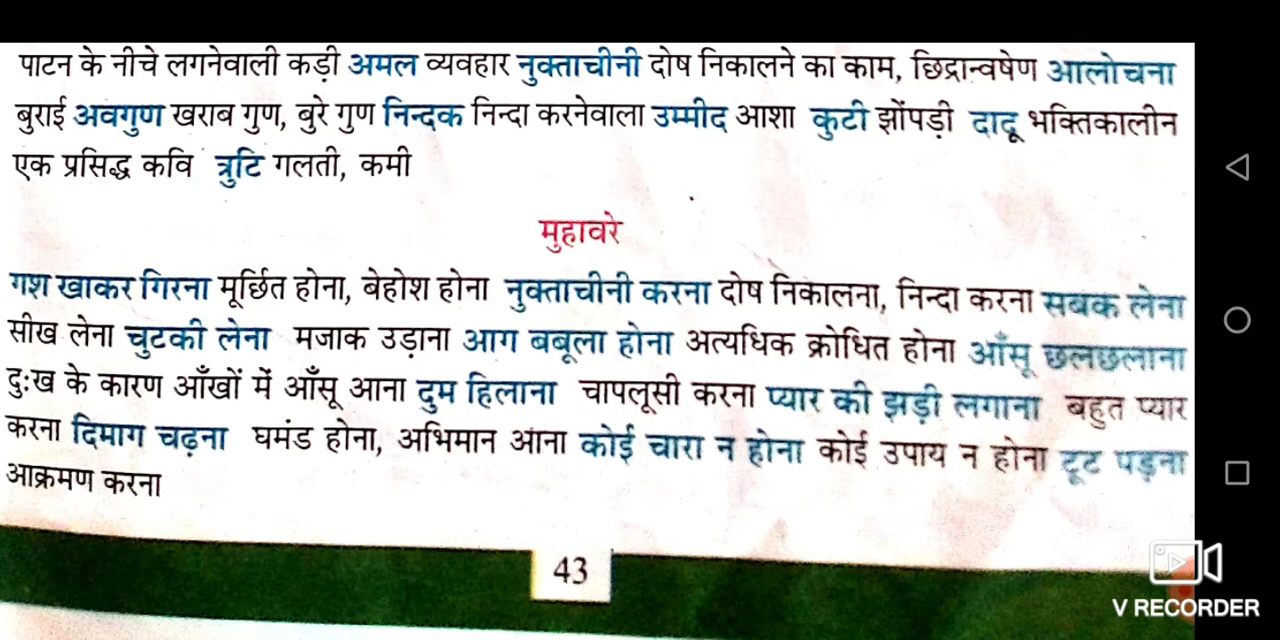 पाटन के नीचे लगनेवाली कड़ी अमल व्यवहार नुक्ताचीनी दोष निकालने का काम, छिद्रान्वषेण आलोचना
बुराई अवगुण खराब गुण, बुरे गुण निन्दक निन्दा करनेवाला उम्मीद आशा कुटी झोंपड़ी दादू भक्तिकालीन
एक प्रसिद्ध कवि त्रुटि गलती, कमी
मुहावरे
गश खाकर गिरना मूर्छित होना, बेहोश होना नुक्ताचीनी करना दोष निकालना, निन्दा करना सबक लेना
सीख लेना चुटकी लेना मजाक उड़ाना आग बबूला होना अत्यधिक क्रोधित होना आँसू छलछलाना
दुःख के कारण आँखों में आँसू आना दुम हिलाना चापलूसी करना प्यार की झड़ी लगाना बहुत प्यार
करना दिमाग चढ़ना घमंड होना, अभिमान आना कोई चारा न होना कोई उपाय न होना टूट पड़ना
आक्रमण करना
43
V RECORDER